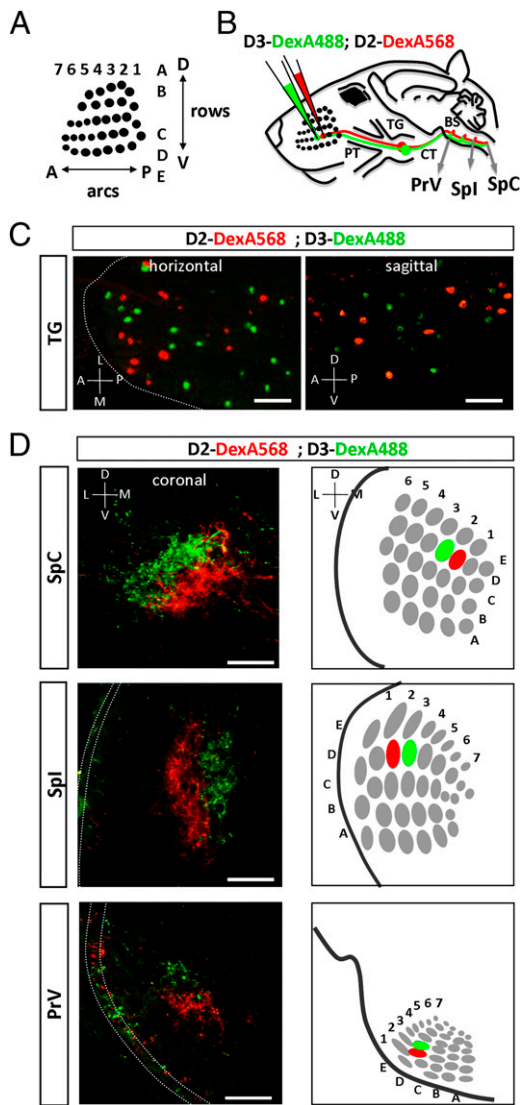 A
7 6 5 4 3 2 1
A
B
C
D
E
D
rows
V
A
P
arcs
B
D3-DexA488; D2-DexA568
TG
BS
PT
CT
PrV
SpI
SpC
C
D2-DexA568 ; D3-DexA488
TG
horizontal
sagittal
L
A P
M
D
A P
V
D
D2-DexA568 ; D3-DexA488
SpC
coronal
D
L M
V
D
L M
V
6 5 4 3 2 1
E
D
C
B
A
SpI
1 2 3 4 5 6 7
E
D
C
B
A
PrV
1 2 3 4 5 6 7
E D C B A